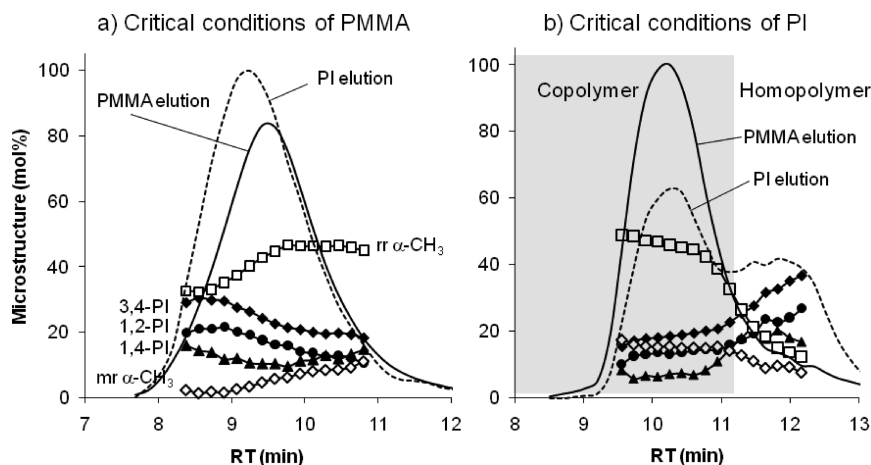 a) Critical conditions of PMMA
b) Critical conditions of PI
Microstructure (mol%)
100
80
60
40
20
0
PI elution
PMMA elution
rr α-CH3
3,4-PI
1,2-PI
1,4-PI
mr α-CH3
7
8
9
10
11
12
RT (min)
100
80
60
40
20
0
Copolymer
Homopolymer
PMMA elution
PI elution
8
9
10
11
12
13
RT (min)